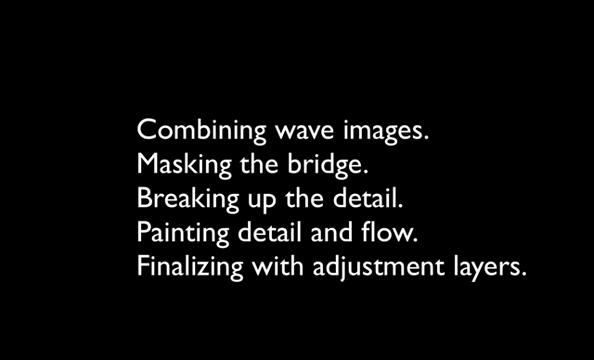 Combining wave images.
Masking the bridge.
Breaking up the detail.
Painting detail and flow.
Finalizing with adjustment layers.